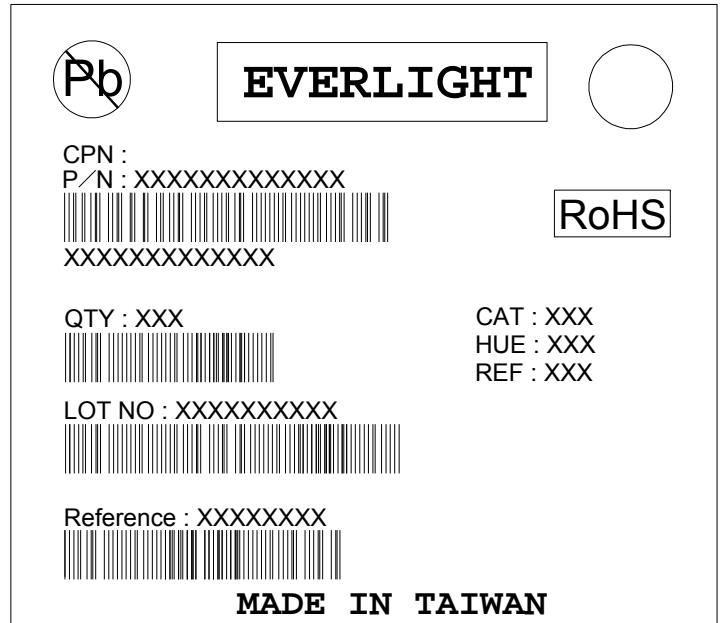 Pb
EVERLIGHT
CPN :
P/N : XXXXXXXXXXXXX
RoHS
XXXXXXXXXXXXX
QTY : XXX
CAT : XXX
HUE : XXX
REF : XXX
LOT NO : XXXXXXXXXX
Reference : XXXXXXXX
MADE IN TAIWAN